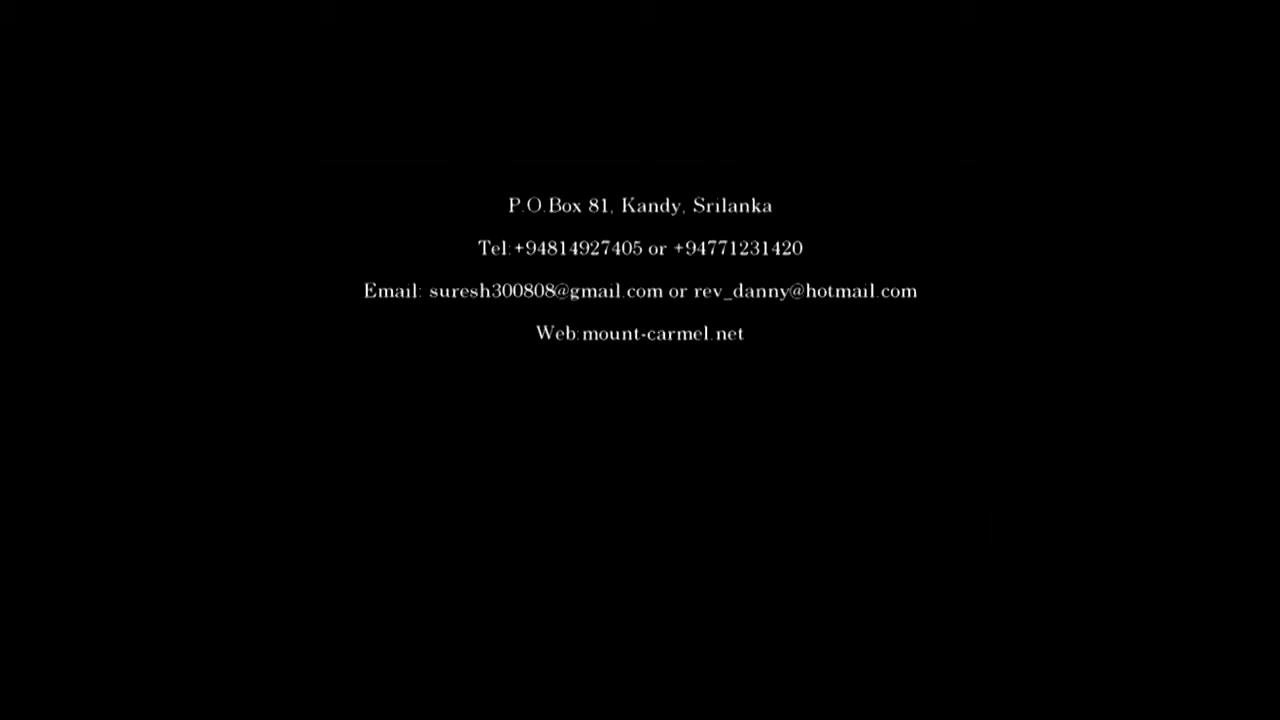 P.O.Box 81, Kandy, Srilanka
Tel:+94814927405 or +94771231420
Email: suresh300808@gmail.com or rev_danny@hotmail.com
Web:mount-carmel.net